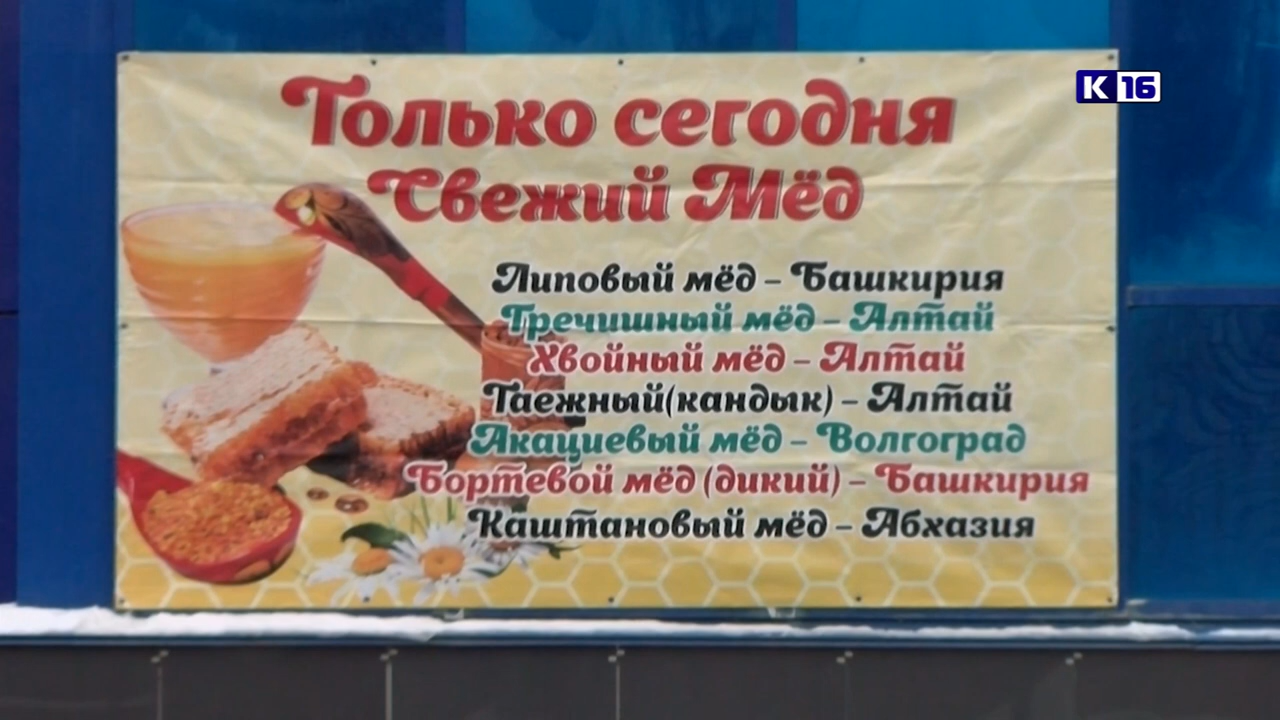 К 16
Только сегодня
Свежий Мёд
Липовый мёд – Башкирия
Гречишный мёд – Алтай
Хвойный мёд – Алтай
Таежный(кандык) – Алтай
Акациевый мёд – Волгоград
Бортевой мёд (дикий) – Башкирия
Каштановый мёд – Абхазия